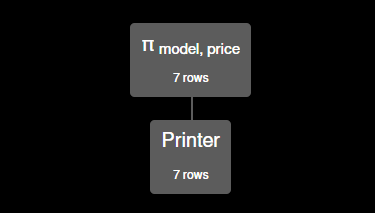 π model, price
7 rows
Printer
7 rows